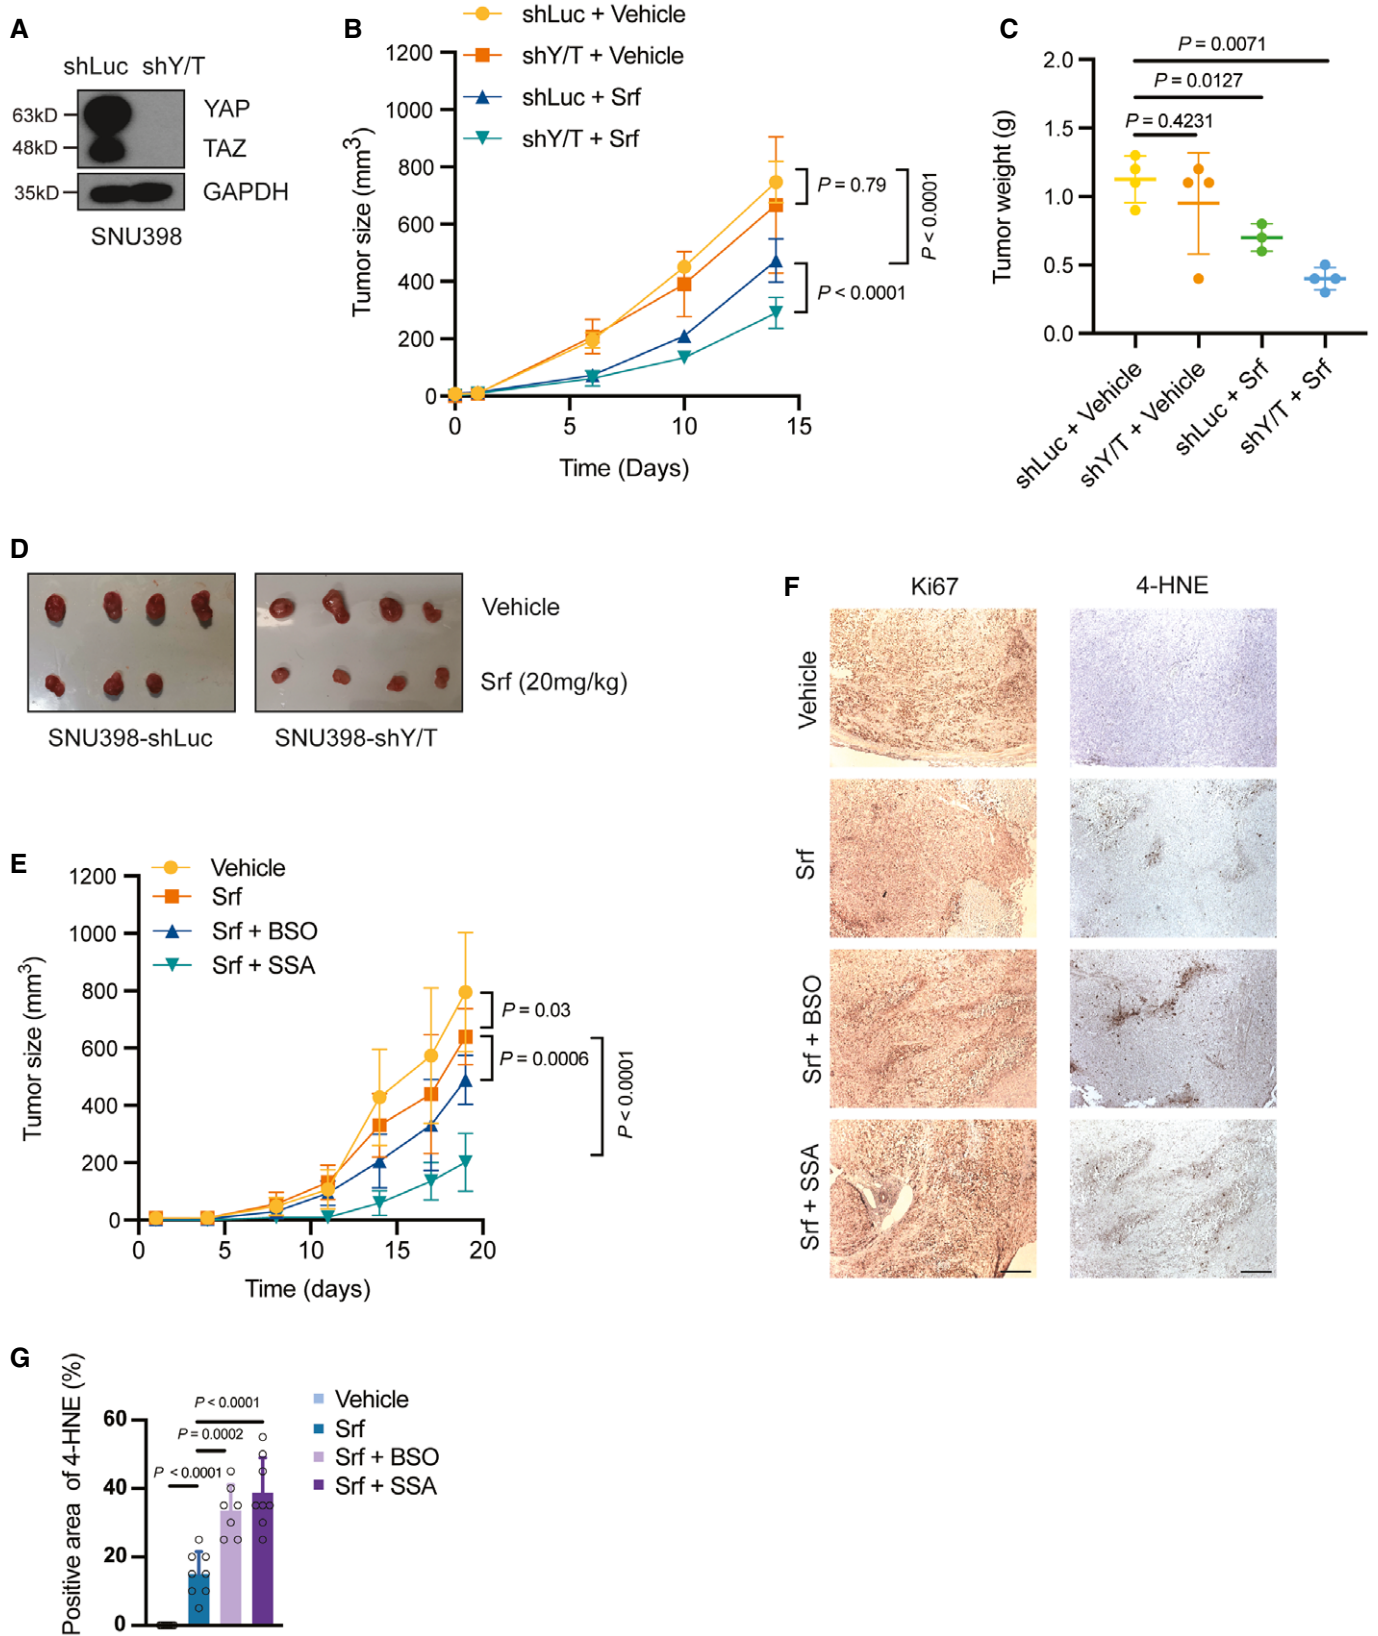 A
shLuc shY/T
63kD
YAP
48kD
TAZ
35kD
GAPDH
SNU398
B
shLuc + Vehicle
shY/T + Vehicle
shLuc + Srf
shY/T + Srf
Tumor size (mm3)
1200
1000
800
600
400
200
0
0 5 10 15
Time (Days)
P = 0.79
P < 0.0001
P < 0.0001
C
P = 0.0071
P = 0.0127
P = 0.4231
Tumor weight (g)
2.0
1.5
1.0
0.5
0.0
shLuc + Vehicle
shY/T + Vehicle
shLuc + Srf
shY/T + Srf
D
Vehicle
Srf (20mg/kg)
SNU398-shLuc
SNU398-shY/T
E
Vehicle
Srf
Srf + BSO
Srf + SSA
Tumor size (mm3)
1200
1000
800
600
400
200
0
0 5 10 15 20
Time (days)
P = 0.03
P = 0.0006
P < 0.0001
F
Ki67
4-HNE
Vehicle
Srf
Srf + BSO
Srf + SSA
G
Positive area of 4-HNE (%)
60
40
20
0
P < 0.0001
P = 0.0002
P < 0.0001
Vehicle
Srf
Srf + BSO
Srf + SSA